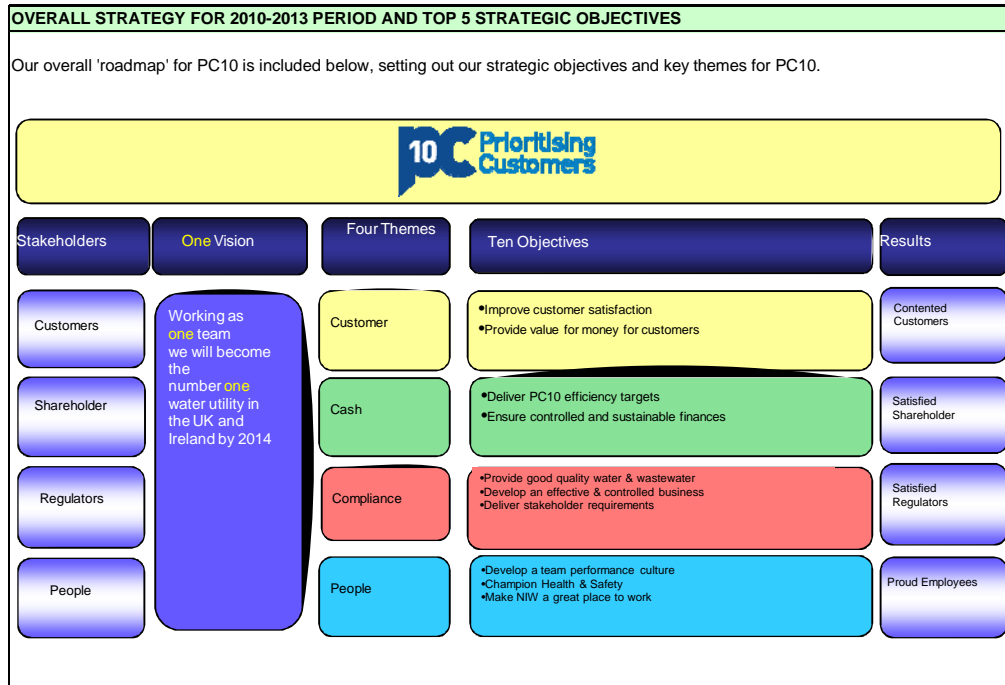 OVERALL STRATEGY FOR 2010-2013 PERIOD AND TOP 5 STRATEGIC OBJECTIVES
Our overall 'roadmap' for PC10 is included below, setting out our strategic objectives and key themes for PC10.
PC10 Prioritising
Customers
Stakeholders
One Vision
Four Themes
Ten Objectives
Results
Customers
Working as
one team
we will become
the
number one
water utility in
the UK and
Ireland by 2014
Customer
•Improve customer satisfaction
•Provide value for money for customers
Contented
Customers
Shareholder
Cash
•Deliver PC10 efficiency targets
•Ensure controlled and sustainable finances
Satisfied
Shareholder
Regulators
Compliance
•Provide good quality water & wastewater
•Develop an effective & controlled business
•Deliver stakeholder requirements
Satisfied
Regulators
People
People
•Develop a team performance culture
•Champion Health & Safety
•Make NIW a great place to work
Proud Employees